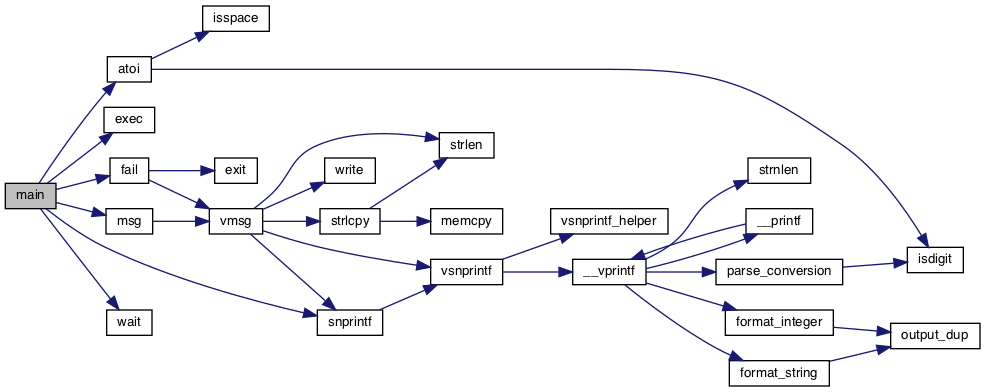 main
atoi
isspace
exec
fail
msg
wait
exit
vmsg
strlen
write
strlcpy
memcpy
snprintf
vsnprintf
vsnprintf_helper
__vprintf
strnlen
__printf
parse_conversion
format_integer
format_string
isdigit
output_dup